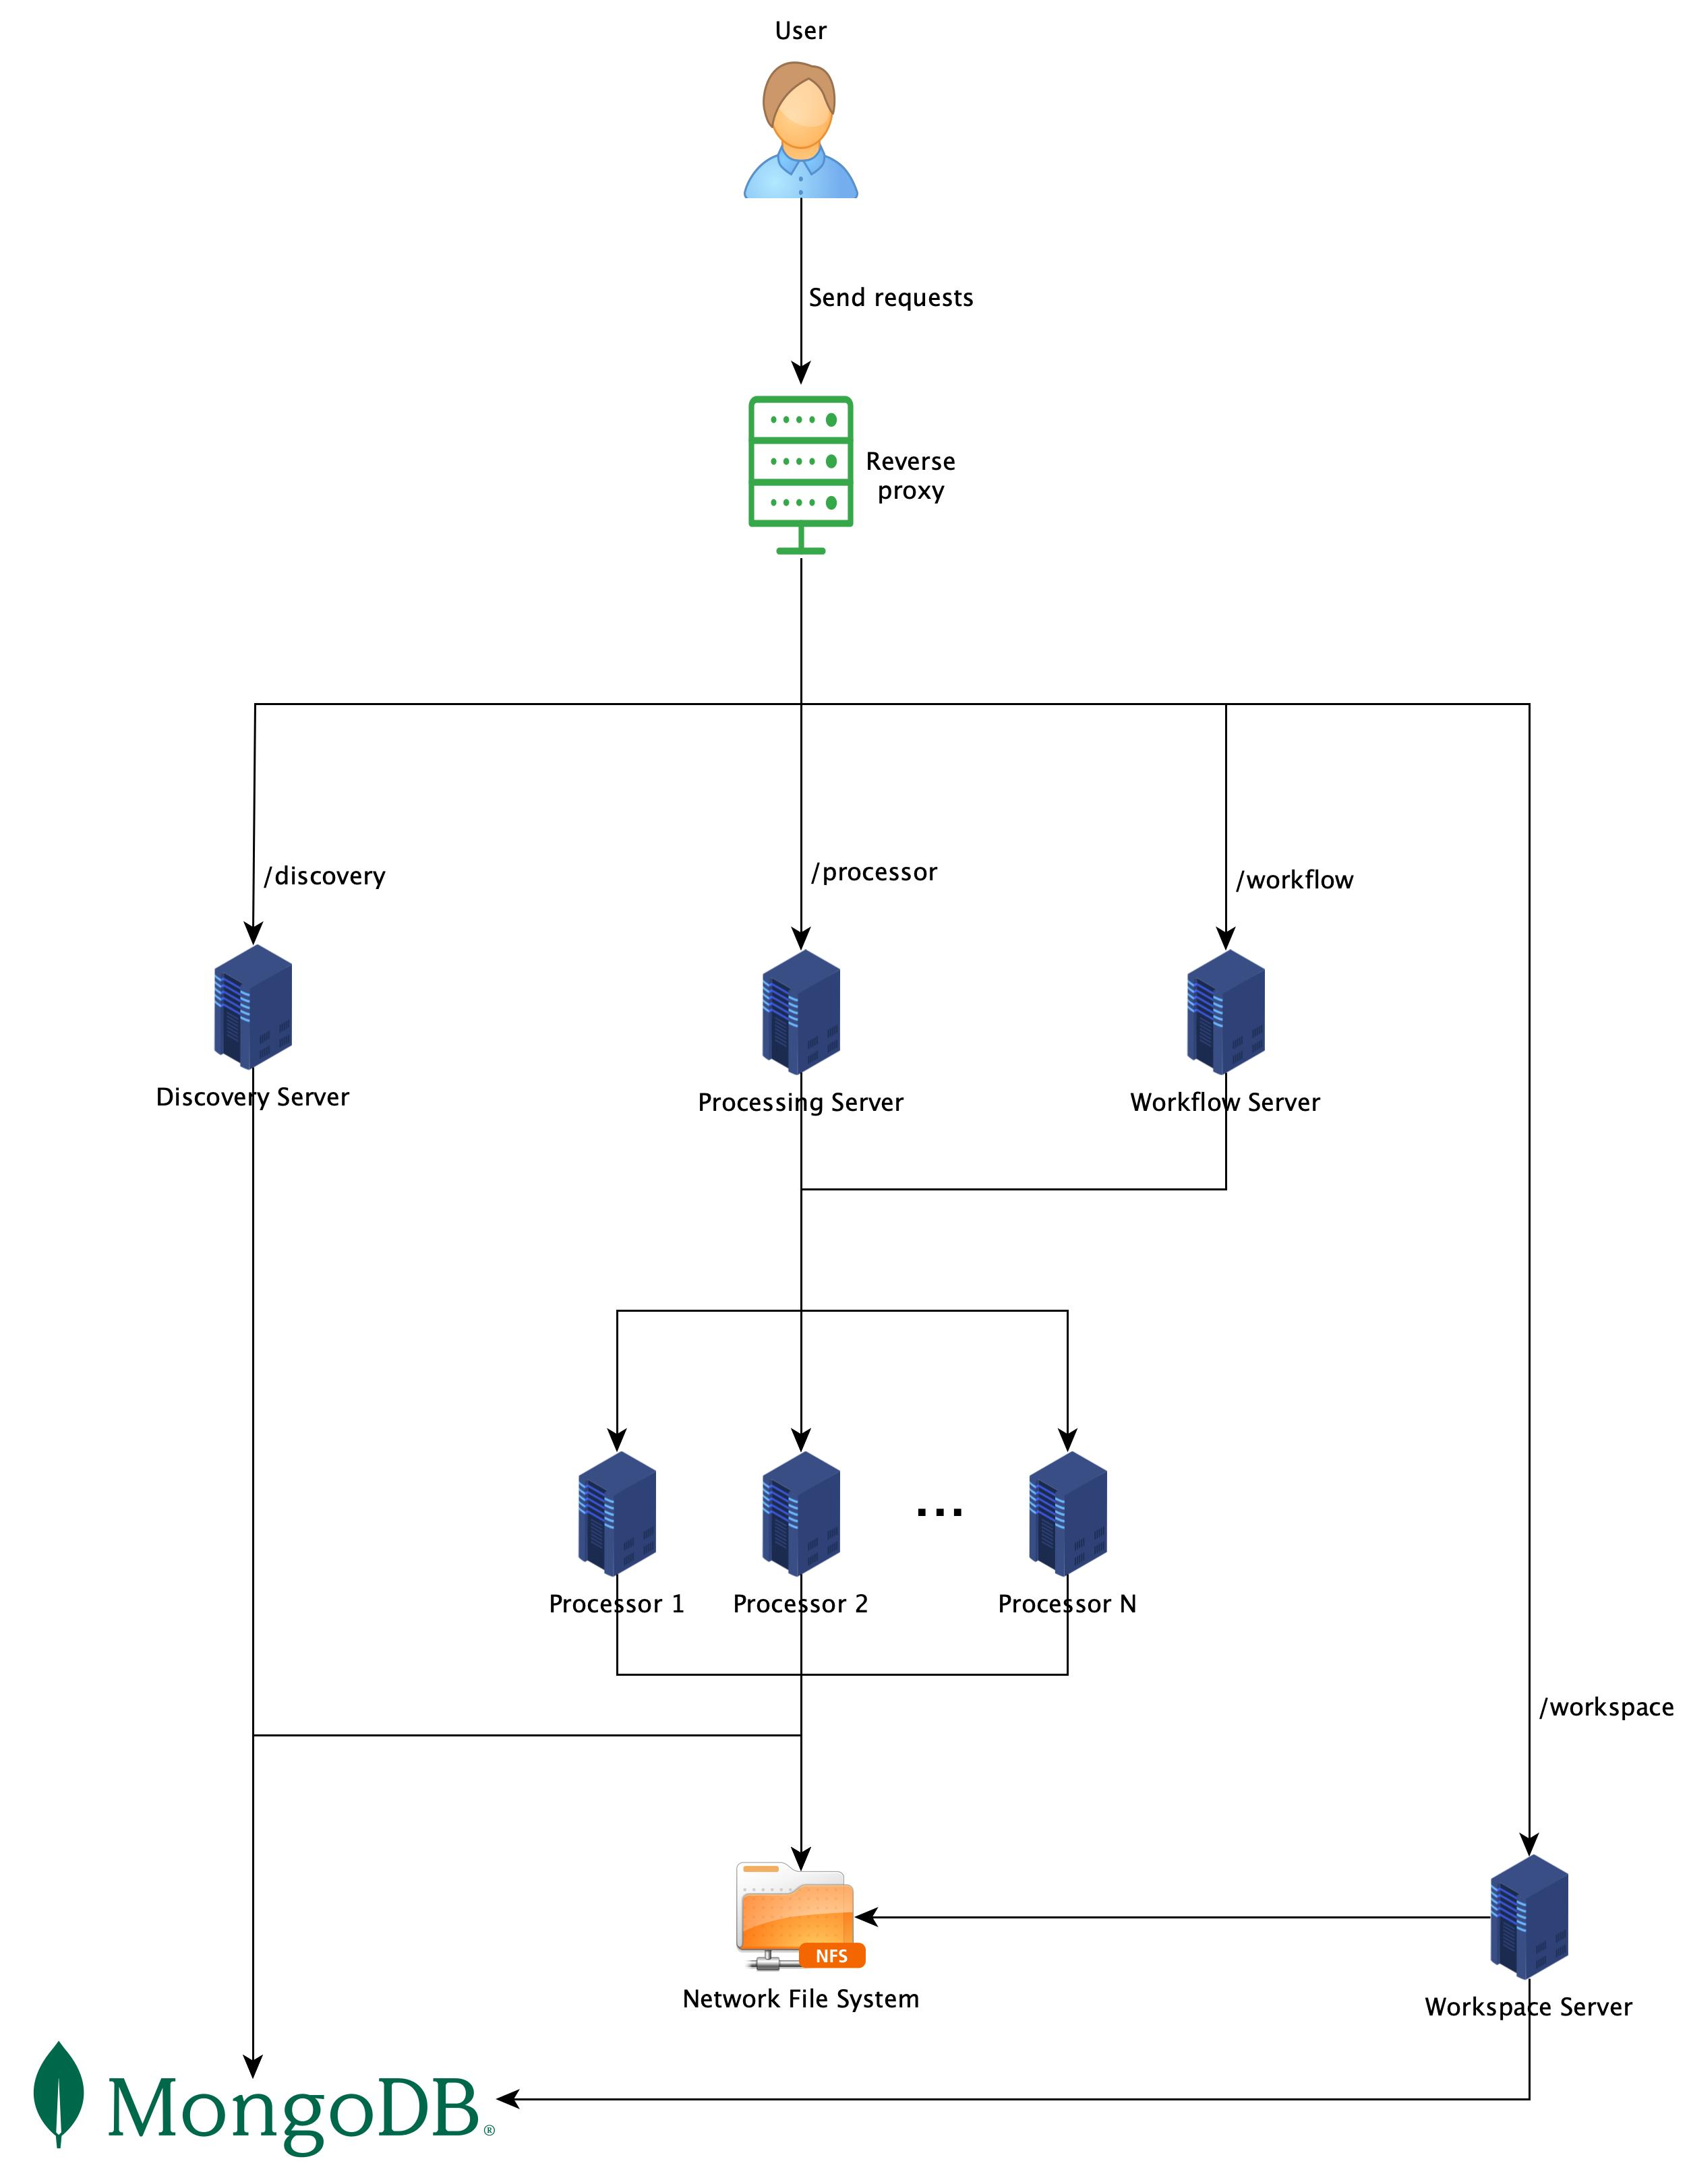 User
Send requests
Reverse
proxy
/discovery
/processor
/workflow
Discovery Server
Processing Server
Workflow Server
...
Processor 1
Processor 2
Processor N
/workspace
NFS
Network File System
Workspace Server
MongoDB®